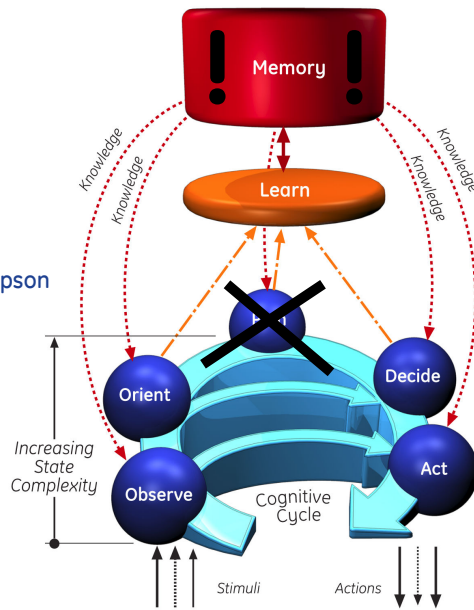 ! Memory !
Knowledge
Knowledge
Knowledge
Knowledge
Learn
pson
Orient
Decide
Increasing
State
Complexity
Observe
Act
Cognitive
Cycle
Stimuli
Actions